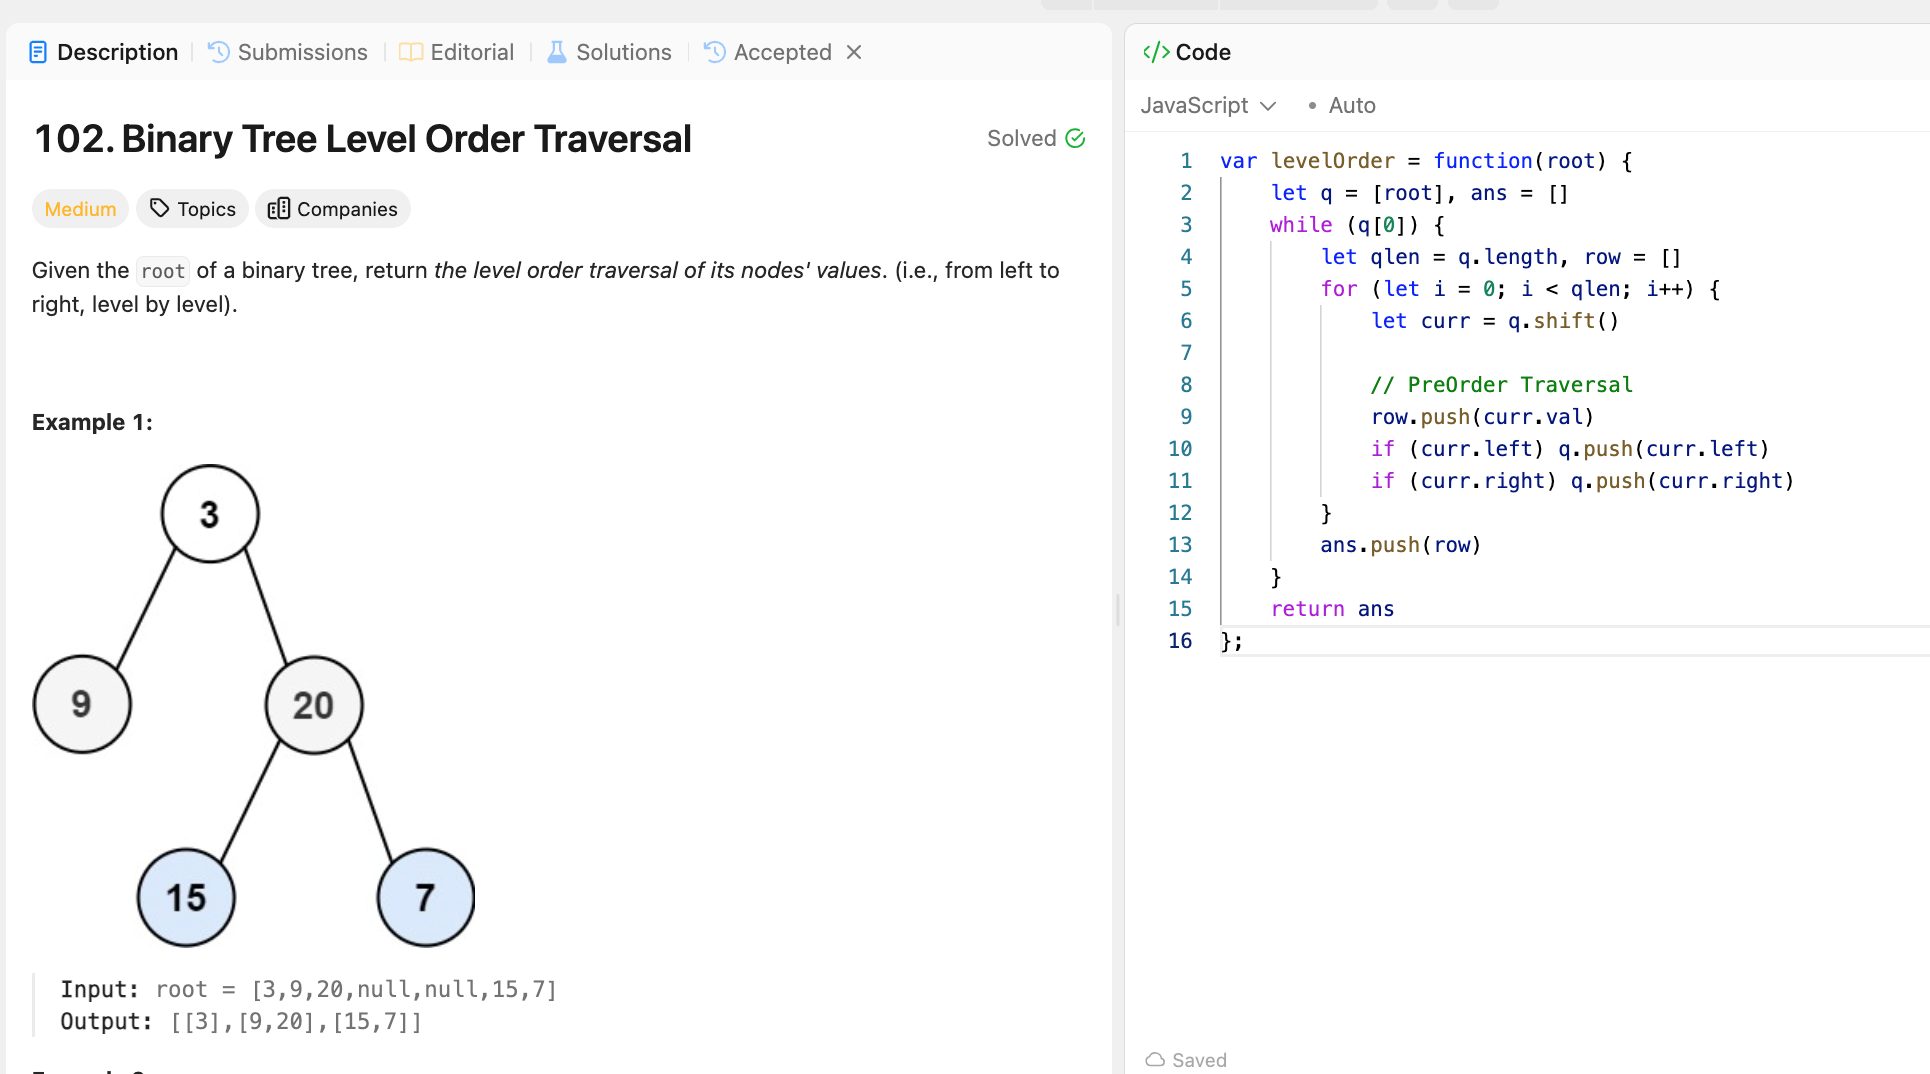 Description Submissions Editorial Solutions Accepted
102. Binary Tree Level Order Traversal
Solved
Medium Topics Companies
Given the root of a binary tree, return the level order traversal of its nodes' values. (i.e., from left to
right, level by level).
Example 1:
3
9
20
15
7
Input: root = [3,9,20,null,null,15,7]
Output: [[3],[9,20],[15,7]]
</> Code
JavaScript • Auto
1 var levelOrder = function(root) {
2 let q = [root], ans = []
3 while (q[0]) {
4 let qlen = q.length, row = []
5 for (let i = 0; i < qlen; i++) {
6 let curr = q.shift()
7
8 // PreOrder Traversal
9 row.push(curr.val)
10 if (curr.left) q.push(curr.left)
11 if (curr.right) q.push(curr.right)
12 }
13 ans.push(row)
14 }
15 return ans
16 };
Saved